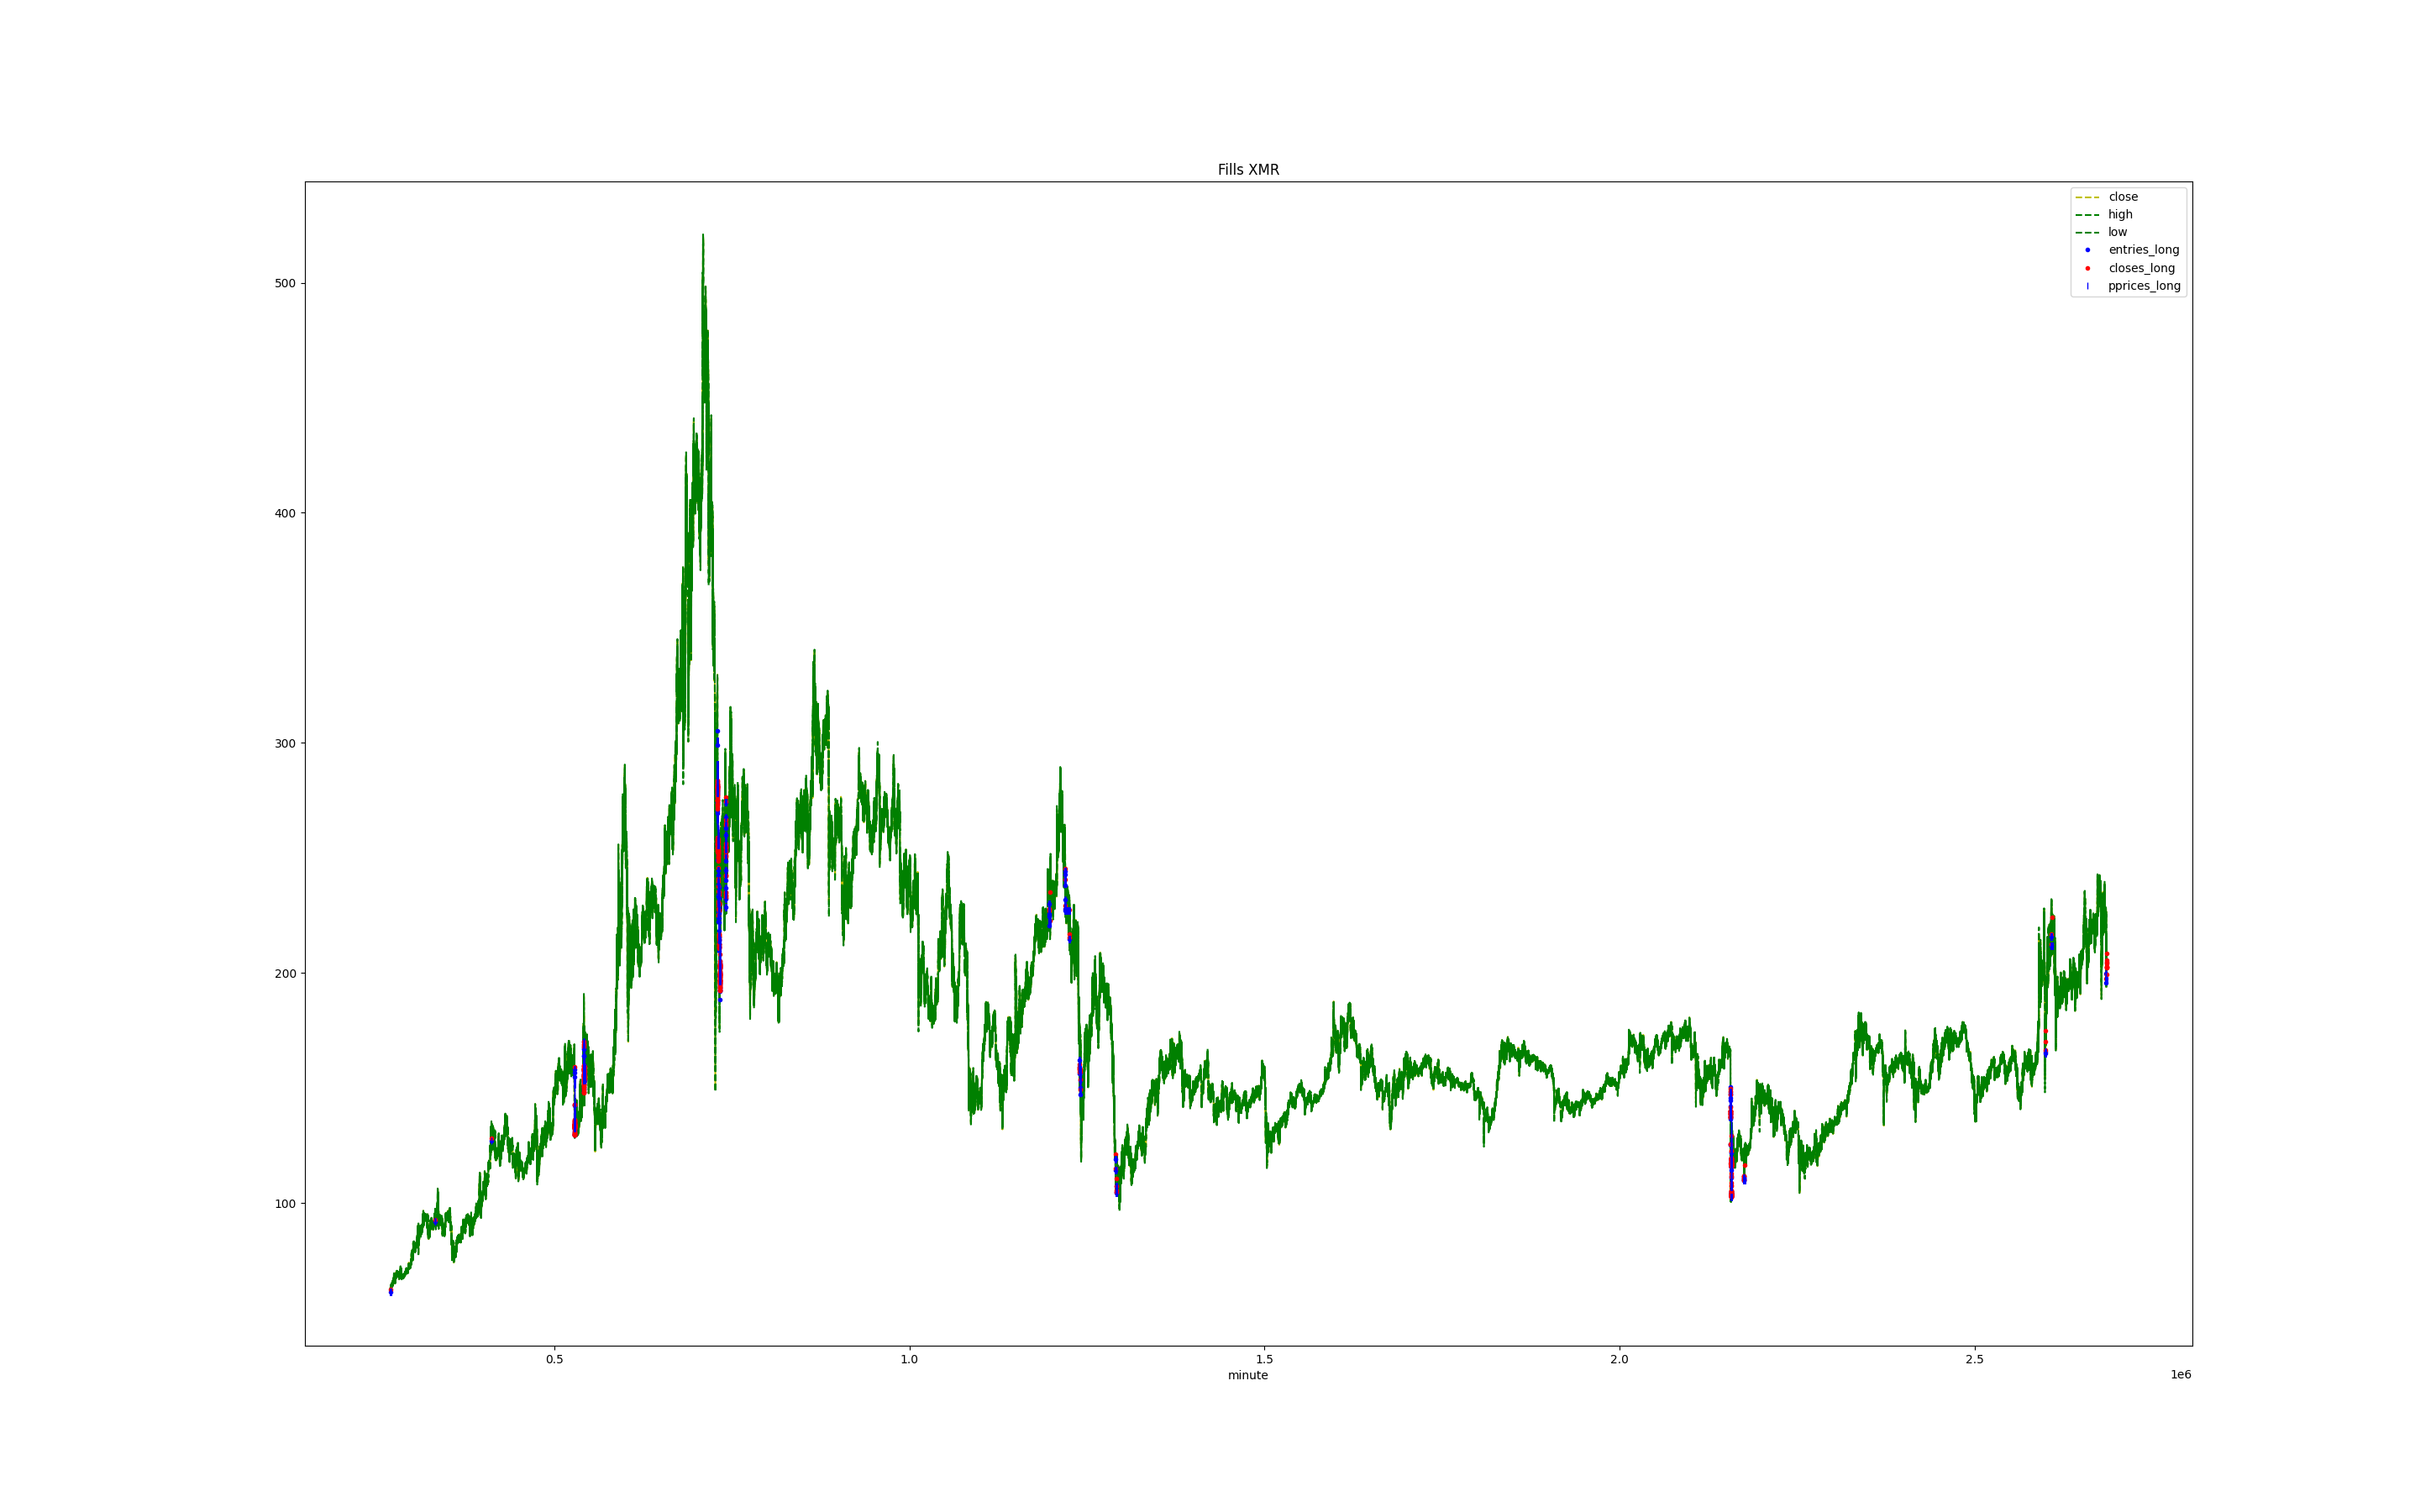 Fills XMR
close
high
low
entries_long
closes_long
pprices_long
500
400
300
200
100
0.5
1.0
1.5
2.0
2.5
minute
1e6